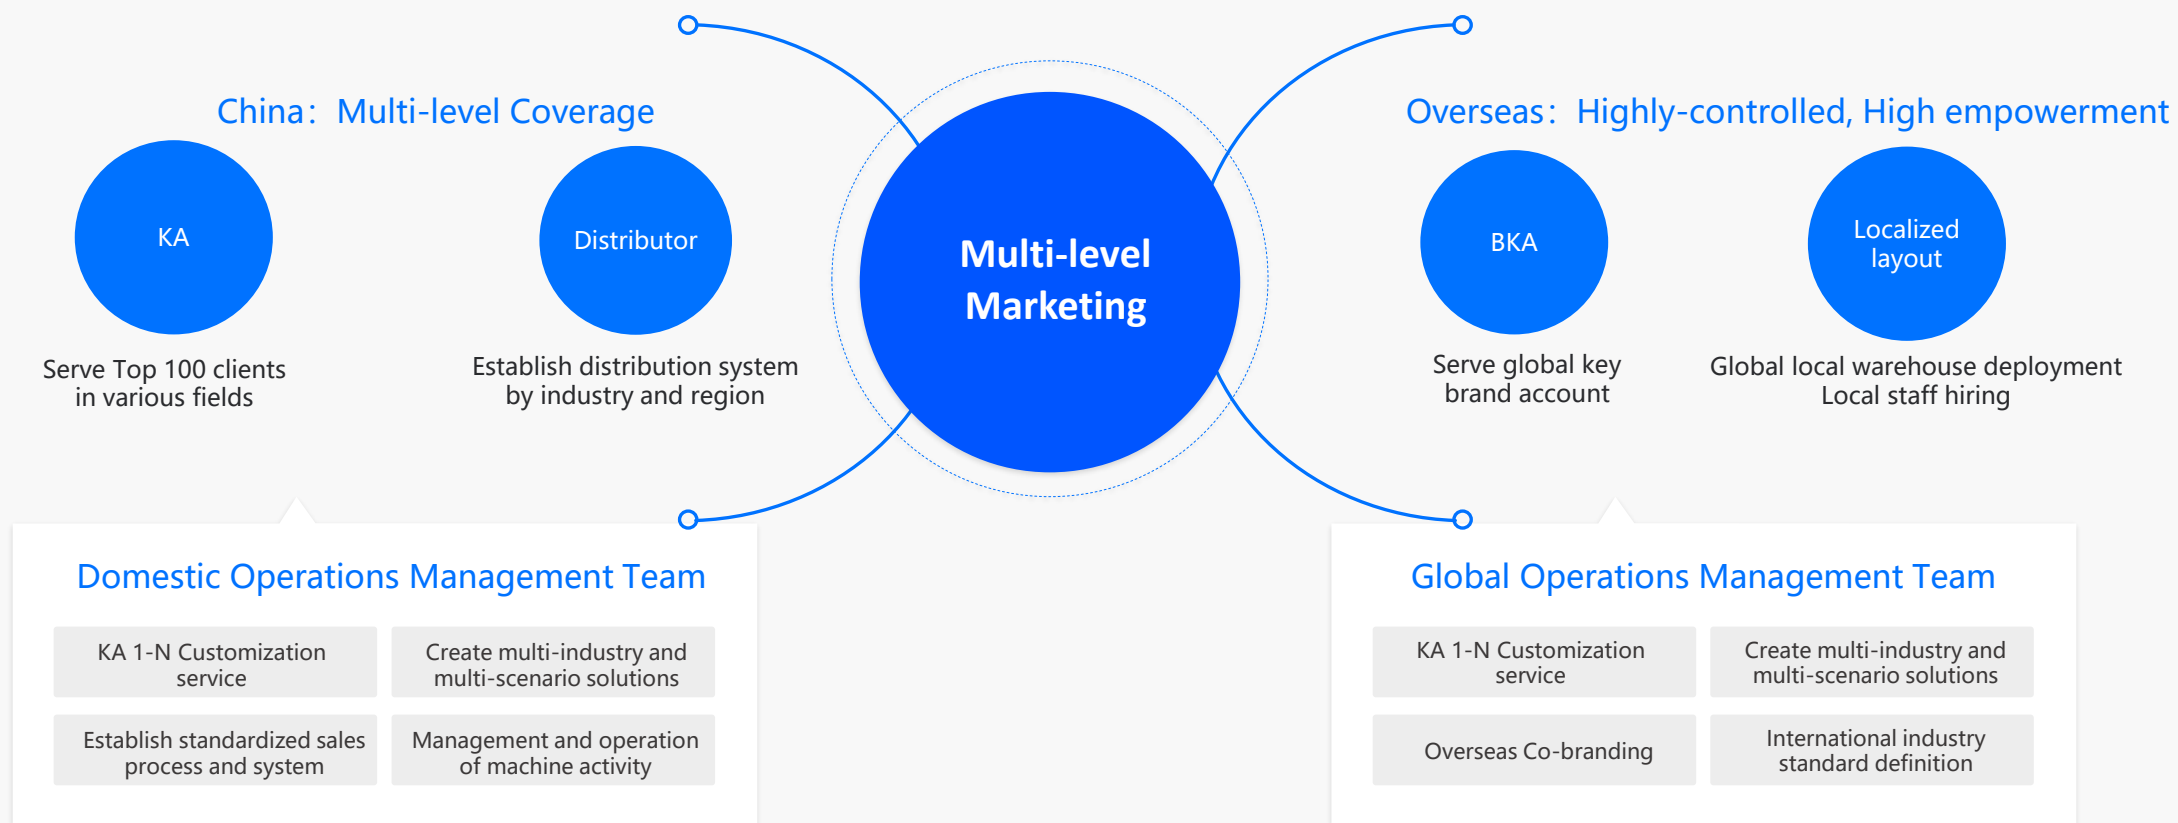 China：Multi-level Coverage
KA
Serve Top 100 clients
in various fields
Distributor
Establish distribution system
by industry and region
Multi-level
Marketing
Overseas：Highly-controlled, High empowerment
BKA
Serve global key
brand account
Localized
layout
Global local warehouse deployment
Local staff hiring
Domestic Operations Management Team
KA 1-N Customization
service
Create multi-industry and
multi-scenario solutions
Establish standardized sales
process and system
Management and operation
of machine activity
Global Operations Management Team
KA 1-N Customization
service
Create multi-industry and
multi-scenario solutions
Overseas Co-branding
International industry
standard definition